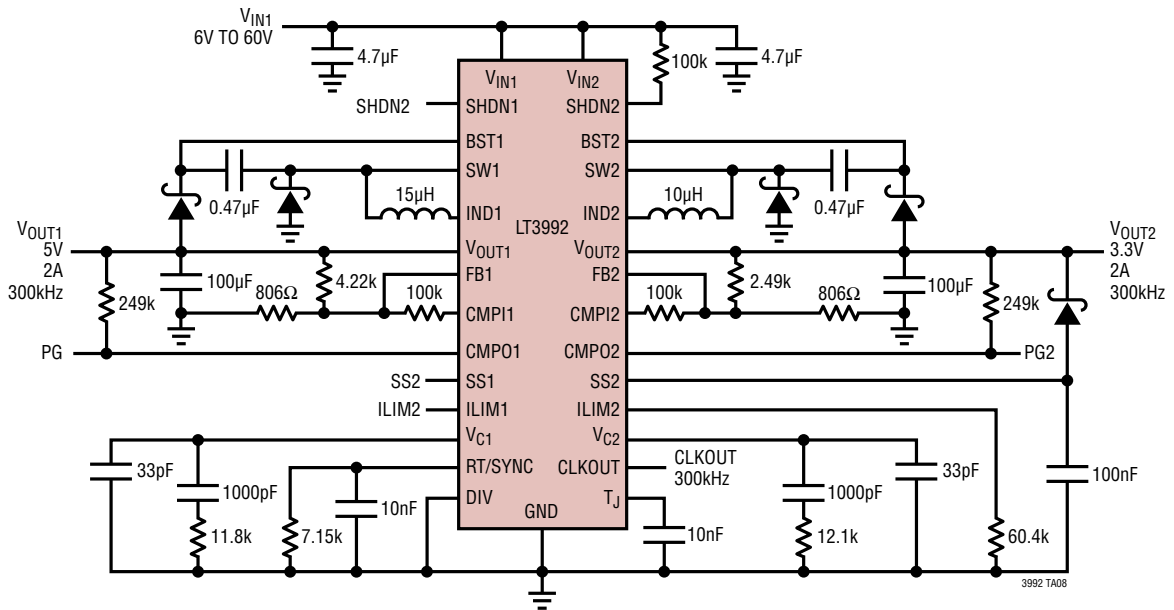 VIN1
6V TO 60V
4.7µF
VIN1
VIN2
100k
4.7µF
SHDN2
SHDN1
SHDN2
BST1
BST2
SW1
SW2
0.47µF
15µH
10µH
0.47µF
IND1
IND2
LT3992
VOUT1
5V
2A
300kHz
VOUT1
VOUT2
VOUT2
3.3V
2A
300kHz
100µF
4.22k
FB1
FB2
2.49k
100µF
249k
806Ω
100k
CMPI1
CMPI2
100k
806Ω
249k
PG
CMPO1
CMPO2
PG2
SS2
SS1
SS2
ILIM2
ILIM1
ILIM2
VC1
VC2
33pF
1000pF
RT/SYNC
CLKOUT
CLKOUT
300kHz
1000pF
33pF
100nF
10nF
DIV
TJ
GND
10nF
11.8k
7.15k
12.1k
60.4k
3992 TA08